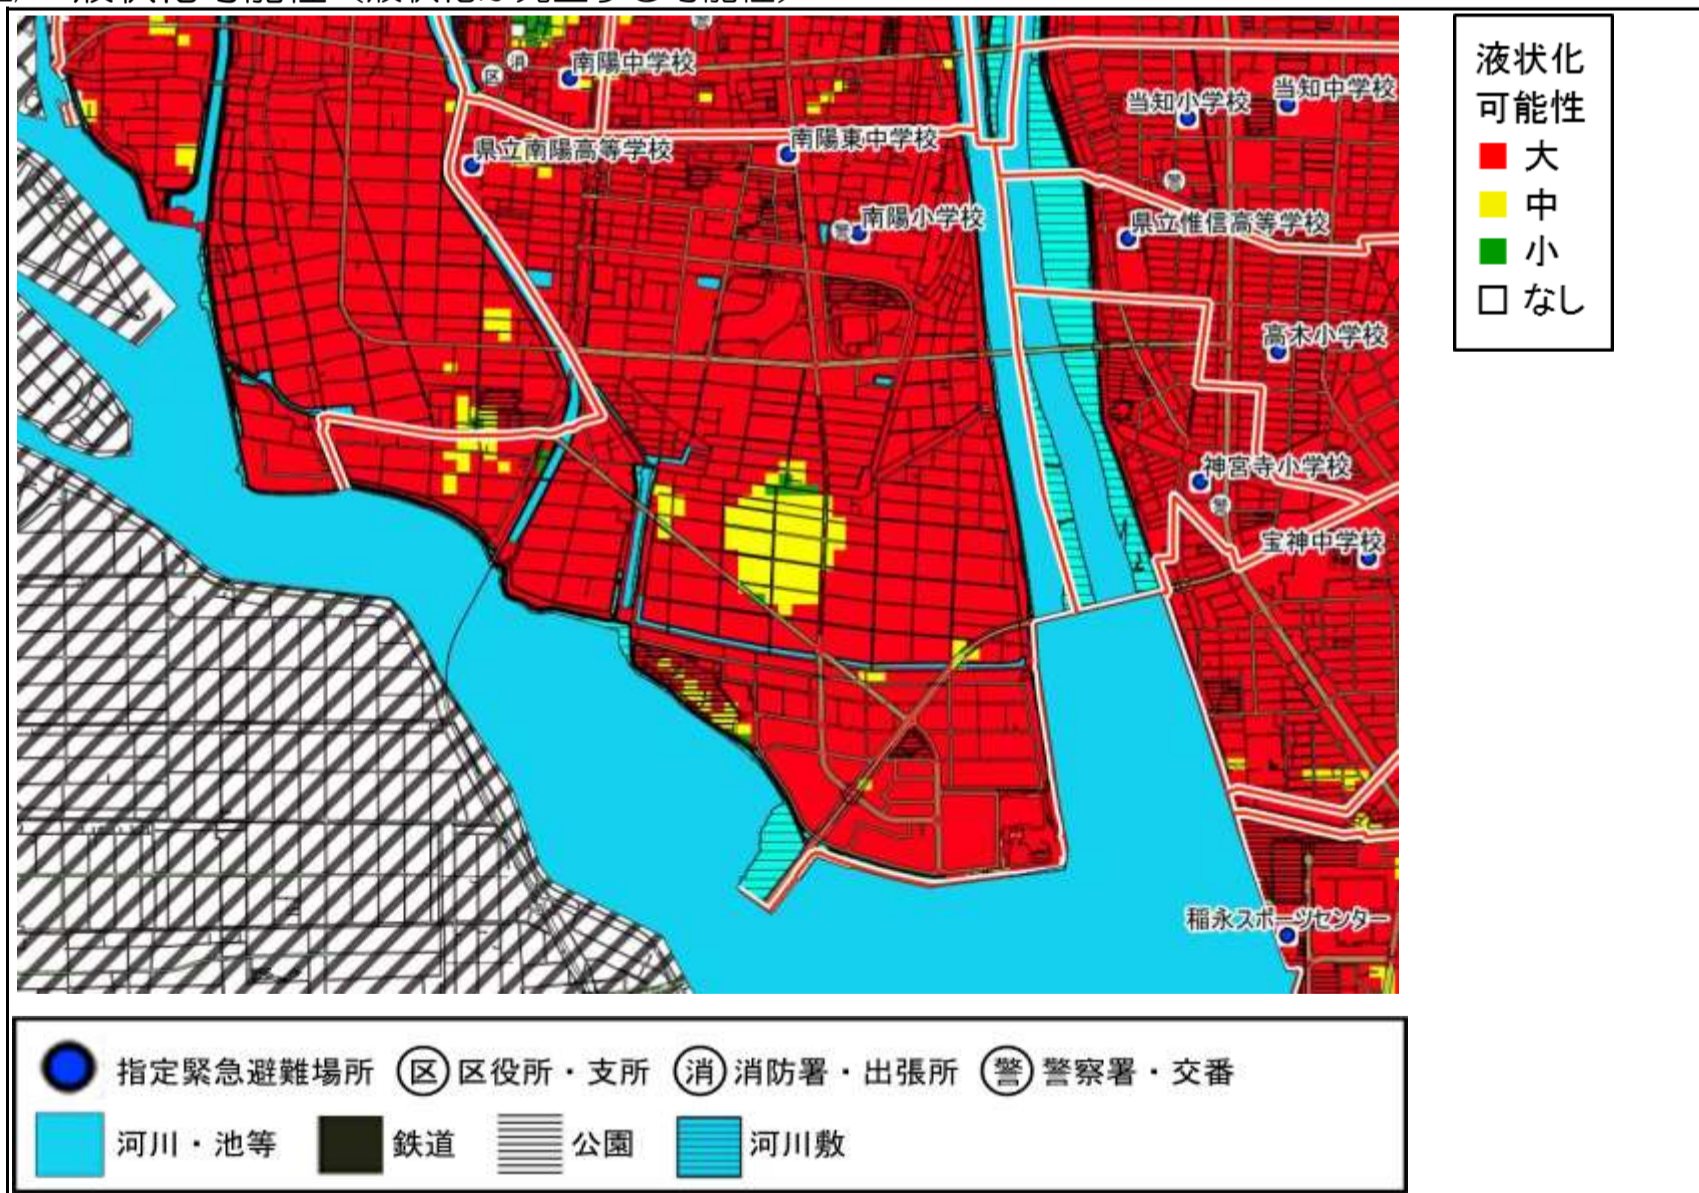 液状化
可能性
大
中
小
なし
南陽中学校
消
区
当知小学校
当知中学校
県立南陽高等学校
南陽東中学校
警
南陽小学校
警
県立惟信高等学校
高木小学校
神宮寺小学校
警
宝神中学校
稲永スポーツセンター
指定緊急避難場所 区 区役所・支所 消 消防署・出張所 警 警察署・交番
河川・池等 鉄道 公園 河川敷